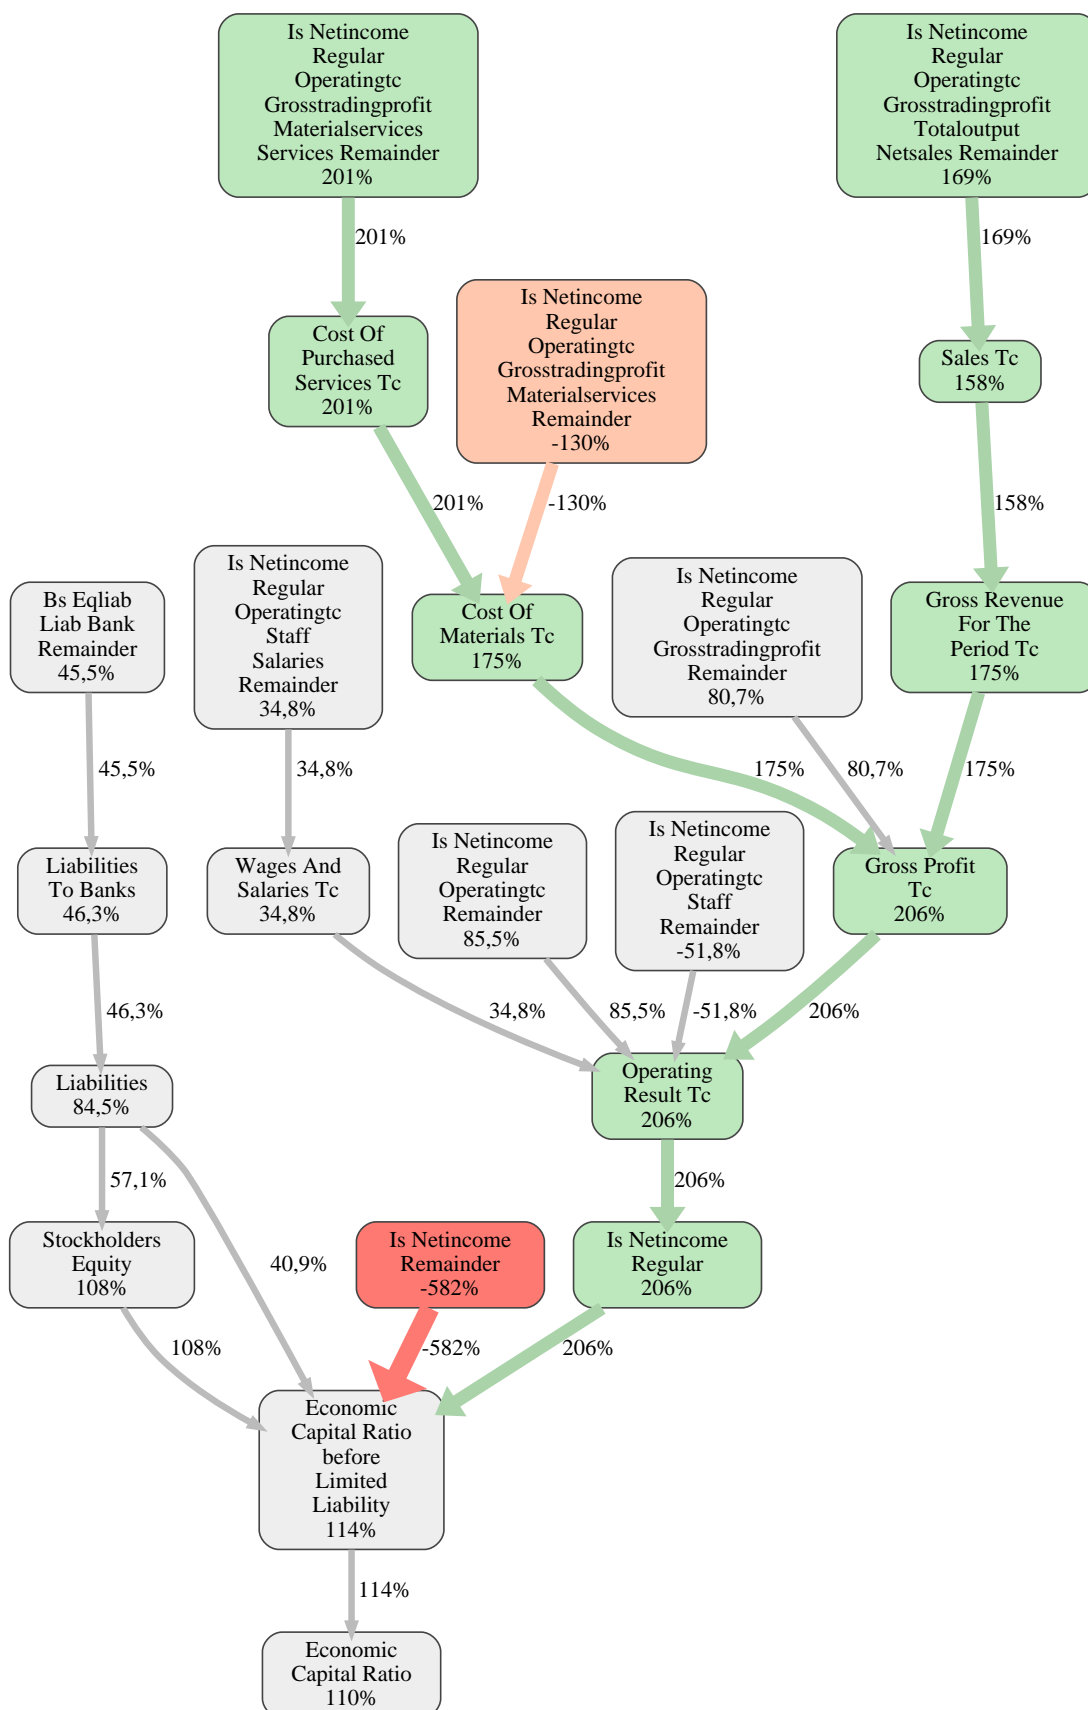 Is Netincome
Regular
Operatingtc
Grosstradingprofit
Materialservices
Services Remainder
201%
Is Netincome
Regular
Operatingtc
Grosstradingprofit
Totaloutput
Netsales Remainder
169%
201%
169%
Is Netincome
Regular
Operatingtc
Grosstradingprofit
Materialservices
Remainder
-130%
Cost Of
Purchased
Services Tc
201%
Sales Tc
158%
201%
-130%
158%
Is Netincome
Regular
Operatingtc
Staff
Salaries
Remainder
34,8%
Bs Eqliab
Liab Bank
Remainder
45,5%
Cost Of
Materials Tc
175%
Is Netincome
Regular
Operatingtc
Grosstradingprofit
Remainder
80,7%
Gross Revenue
For The
Period Tc
175%
45,5%
34,8%
175%
80,7%
175%
Liabilities
To Banks
46,3%
Wages And
Salaries Tc
34,8%
Is Netincome
Regular
Operatingtc
Remainder
85,5%
Is Netincome
Regular
Operatingtc
Staff
Remainder
-51,8%
Gross Profit
Tc
206%
46,3%
34,8%
85,5%
-51,8%
206%
Liabilities
84,5%
Operating
Result Tc
206%
57,1%
206%
Stockholders
Equity
108%
40,9%
Is Netincome
Remainder
-582%
Is Netincome
Regular
206%
108%
-582%
206%
Economic
Capital Ratio
before
Limited
Liability
114%
114%
Economic
Capital Ratio
110%